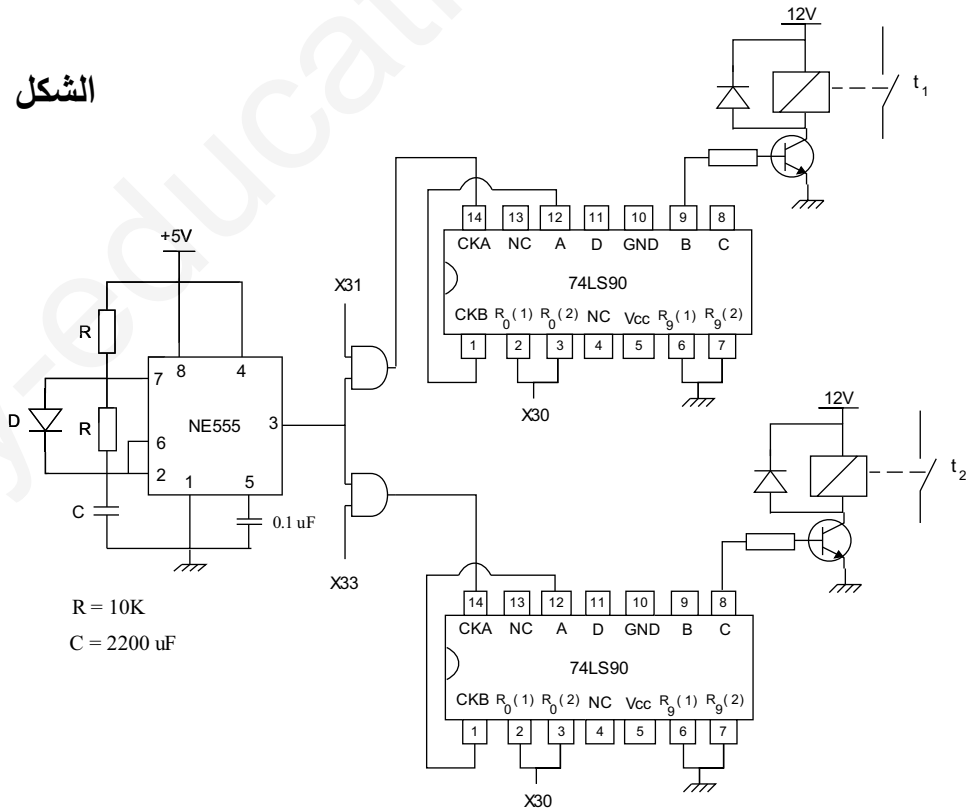 الشكل
12V
t1
14 13 12 11 10 9 8
CKA NC A D GND B C
74LS90
CKB R0(1) R0(2) NC Vcc R9(1) R9(2)
1 2 3 4 5 6 7
X30
+5V
X31
R
7 8 4
D
R
NE555
3
6
2 1 5
C
0.1 uF
X33
R = 10K
C = 2200 uF
12V
t2
14 13 12 11 10 9 8
CKA NC A D GND B C
74LS90
CKB R0(1) R0(2) NC Vcc R9(1) R9(2)
1 2 3 4 5 6 7
X30
y-educati